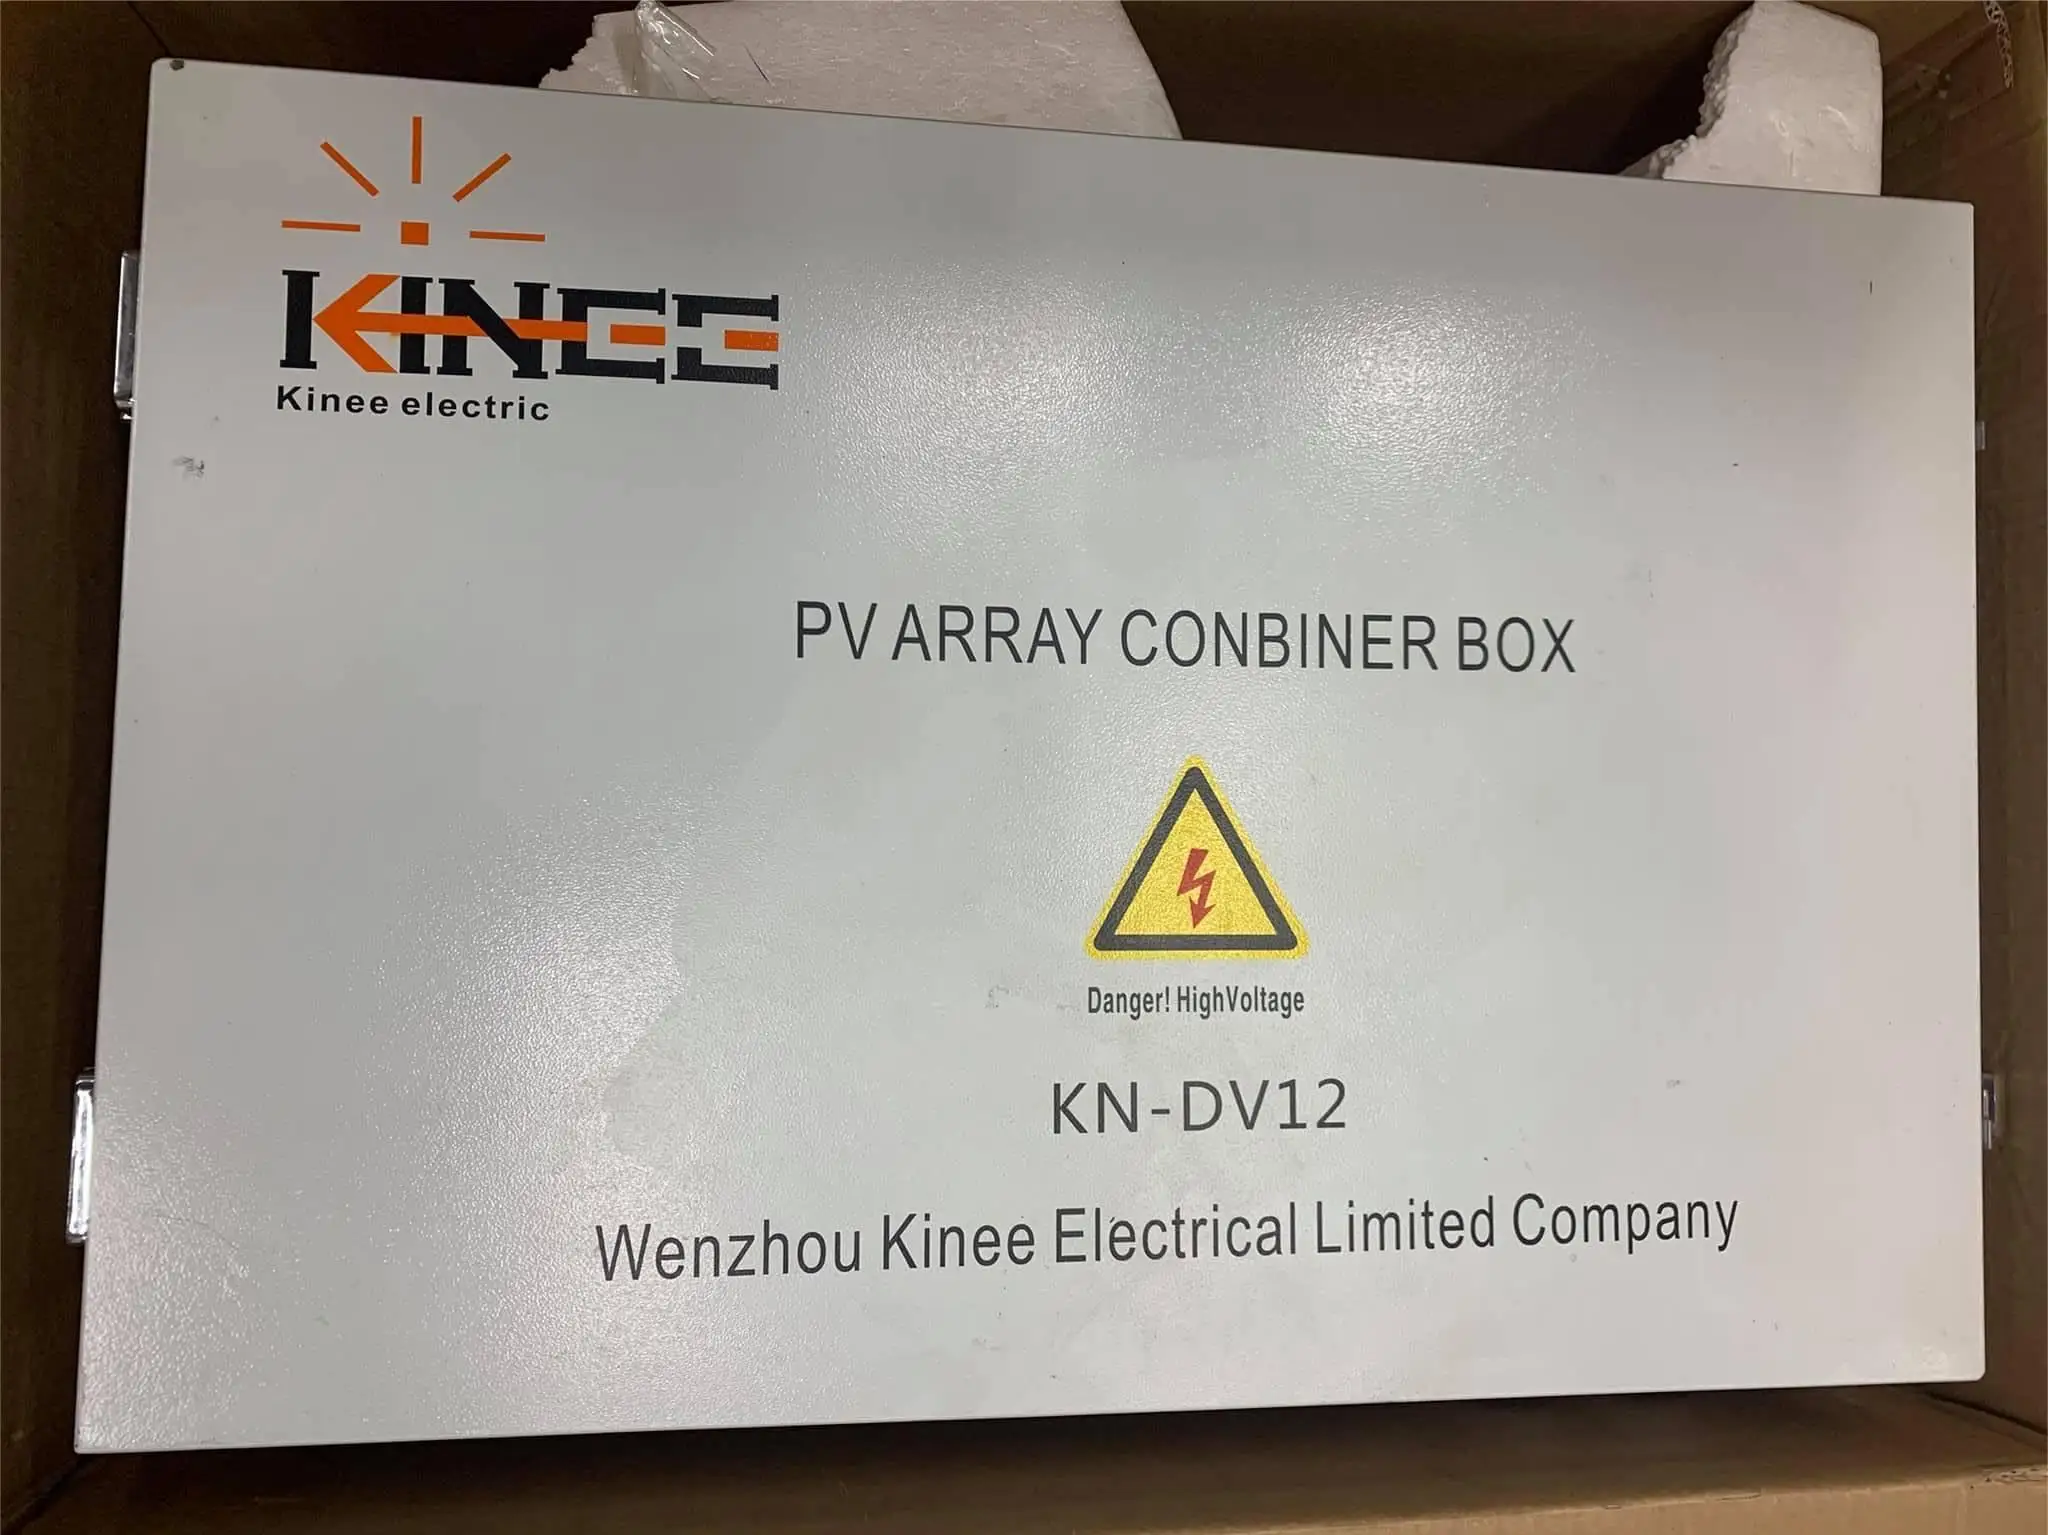 KINEE
Kinee electric
PV ARRAY CONBINER BOX
Danger! HighVoltage
KN-DV12
Wenzhou Kinee Electrical Limited Company